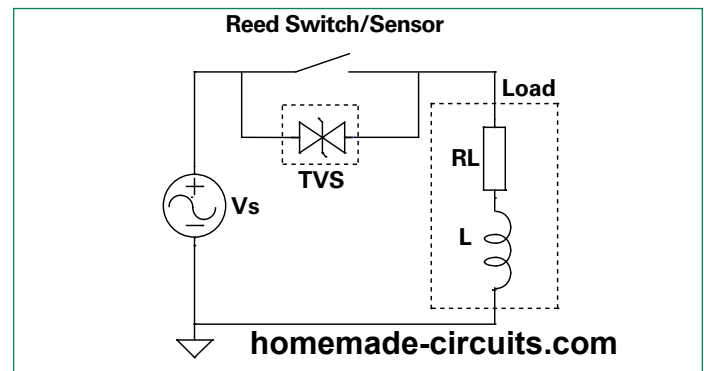 Reed Switch/Sensor
Load
TVS
RL
+
Vs
−
L
homemade-circuits.com